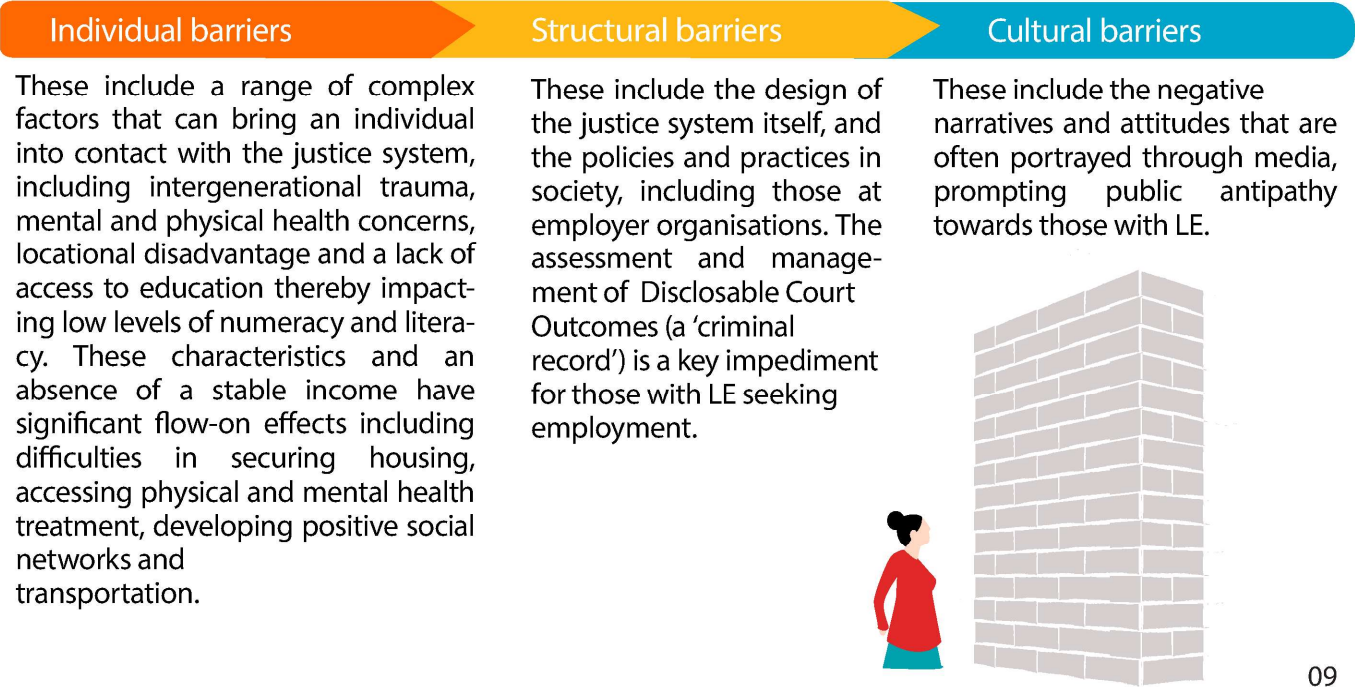 Individual barriers
These include a range of complex
factors that can bring an individual
into contact with the justice system,
including intergenerational trauma,
mental and physical health concerns,
locational disadvantage and a lack of
access to education thereby impact-
ing low levels of numeracy and litera-
cy. These characteristics and an
absence of a stable income have
significant flow-on effects including
difficulties in securing housing,
accessing physical and mental health
treatment, developing positive social
networks and
transportation.
Structural barriers
These include the design of
the justice system itself, and
the policies and practices in
society, including those at
employer organisations. The
assessment and manage-
ment of Disclosable Court
Outcomes (a ‘criminal
record’) is a key impediment
for those with LE seeking
employment.
Cultural barriers
These include the negative
narratives and attitudes that are
often portrayed through media,
prompting public antipathy
towards those with LE.
09